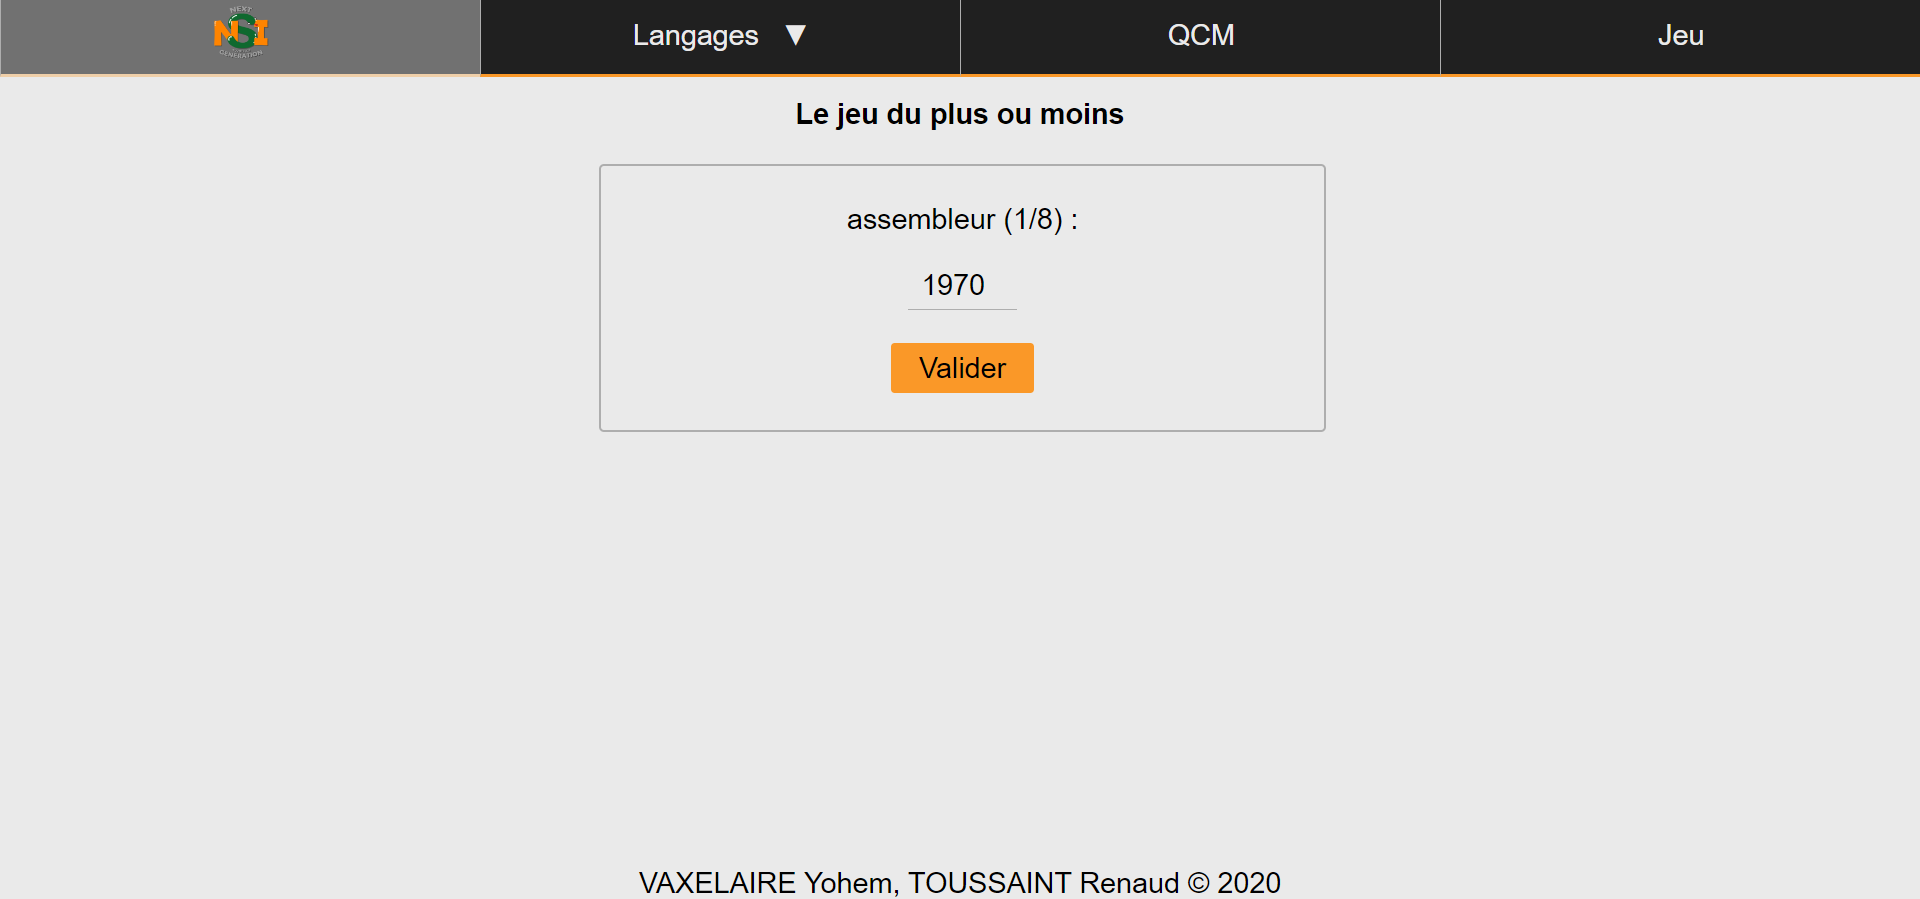 NEXT
NSI
GENERATION
Langages ▼
QCM
Jeu
Le jeu du plus ou moins
assembleur (1/8) :
1970
Valider
VAXELAIRE Yohem, TOUSSAINT Renaud © 2020